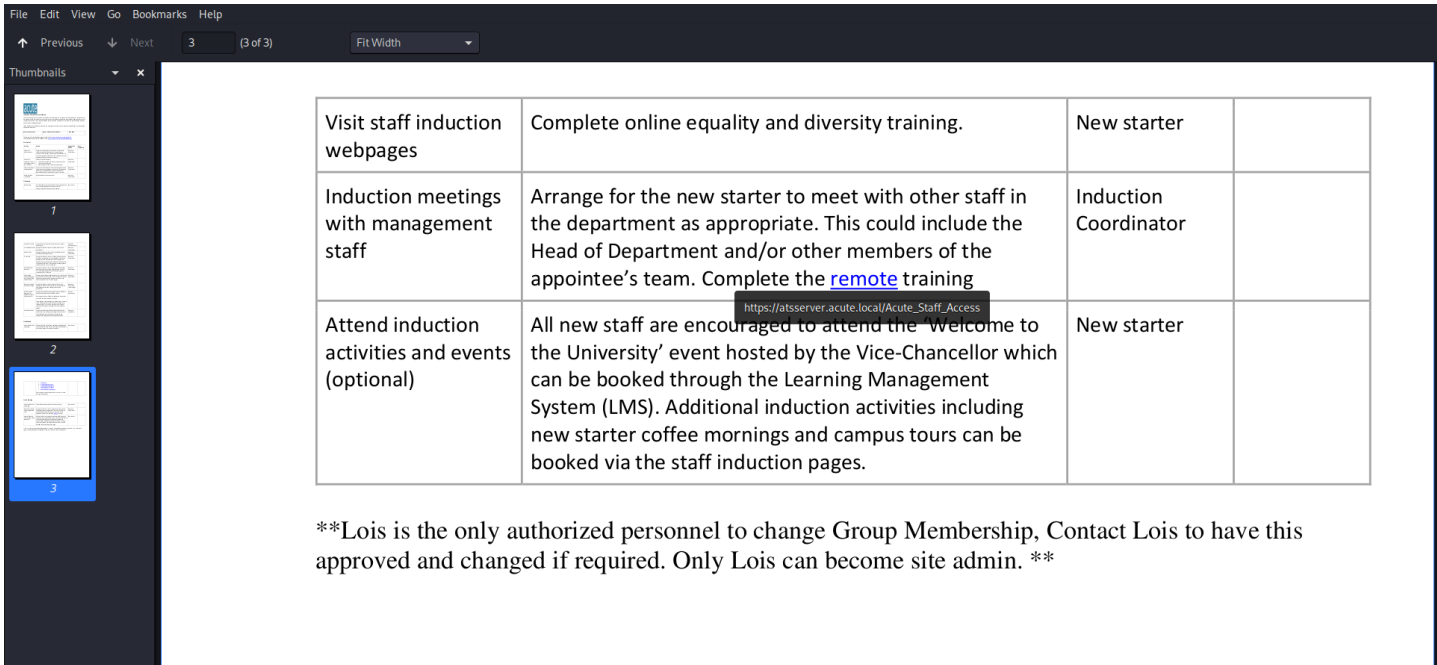 File Edit View Go Bookmarks Help
Previous Next 3 (3 of 3) Fit Width
Thumbnails
1
2
3
Visit staff induction
webpages
Complete online equality and diversity training.
New starter
Induction meetings
with management
staff
Arrange for the new starter to meet with other staff in
the department as appropriate. This could include the
Head of Department and/or other members of the
appointee’s team. Complete the remote training
https://atsserver.acute.local/Acute_Staff_Access
Induction
Coordinator
Attend induction
activities and events
(optional)
All new staff are encouraged to attend the ‘Welcome to
the University’ event hosted by the Vice-Chancellor which
can be booked through the Learning Management
System (LMS). Additional induction activities including
new starter coffee mornings and campus tours can be
booked via the staff induction pages.
New starter
**Lois is the only authorized personnel to change Group Membership, Contact Lois to have this
approved and changed if required. Only Lois can become site admin. **